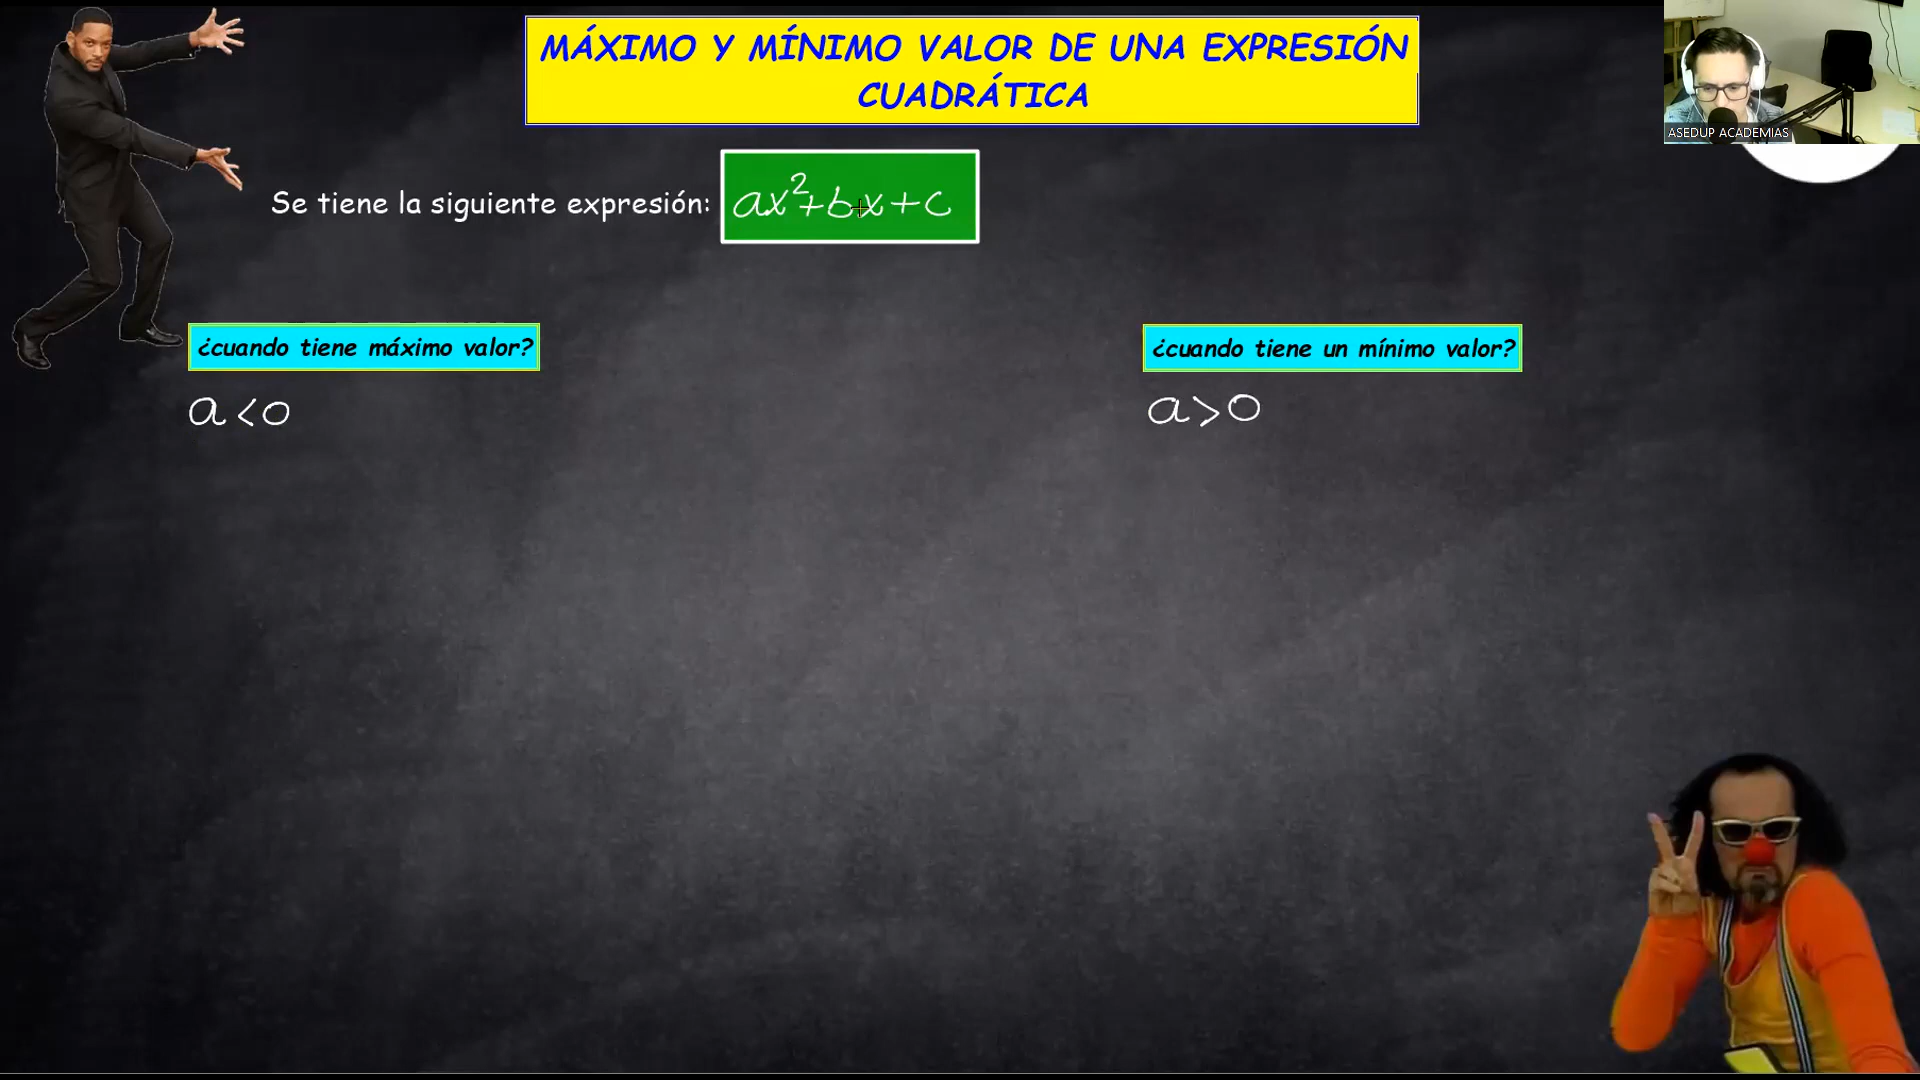 MÁXIMO Y MÍNIMO VALOR DE UNA EXPRESIÓN
CUADRÁTICA
ASEDUP ACADEMIAS
Se tiene la siguiente expresión: ax²+bx+c
¿cuando tiene máximo valor?
a<0
¿cuando tiene un mínimo valor?
a>0